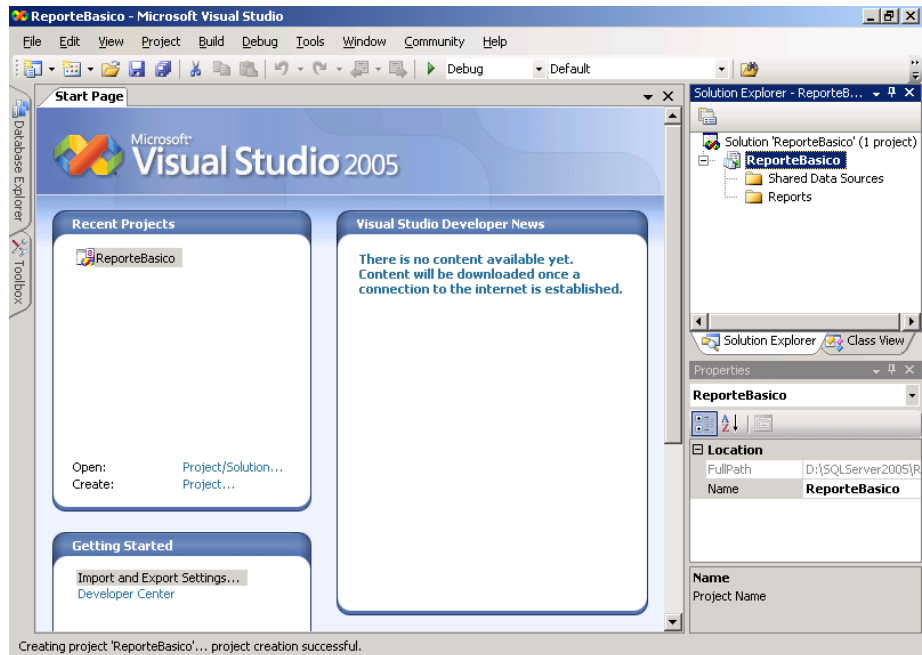 ReporteBasico - Microsoft Visual Studio
File Edit View Project Build Debug Tools Window Community Help
Debug Default
Database Explorer
Toolbox
Start Page
Microsoft
Visual Studio 2005
Recent Projects
ReporteBasico
Open: Project/Solution...
Create: Project...
Getting Started
Import and Export Settings...
Developer Center
Visual Studio Developer News
There is no content available yet.
Content will be downloaded once a
connection to the internet is established.
Solution Explorer - ReporteB...
Solution 'ReporteBasico' (1 project)
ReporteBasico
Shared Data Sources
Reports
Solution Explorer Class View
Properties
ReporteBasico
Location
FullPath D:\SQLServer2005\R
Name ReporteBasico
Name
Project Name
Creating project 'ReporteBasico'... project creation successful.